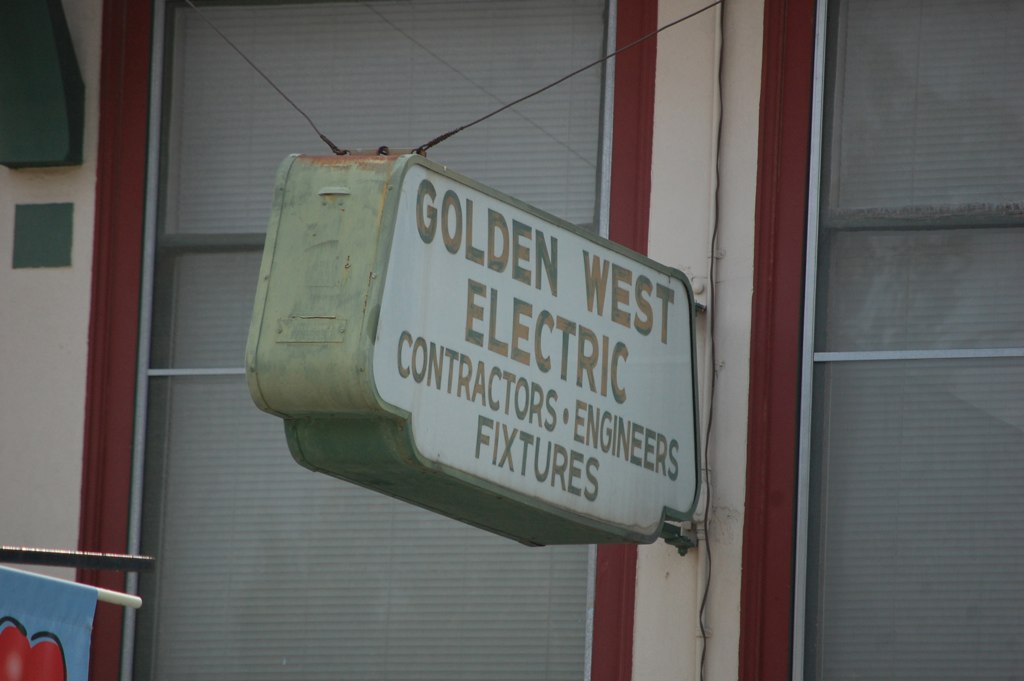 GOLDEN WEST
ELECTRIC
CONTRACTORS • ENGINEERS
FIXTURES